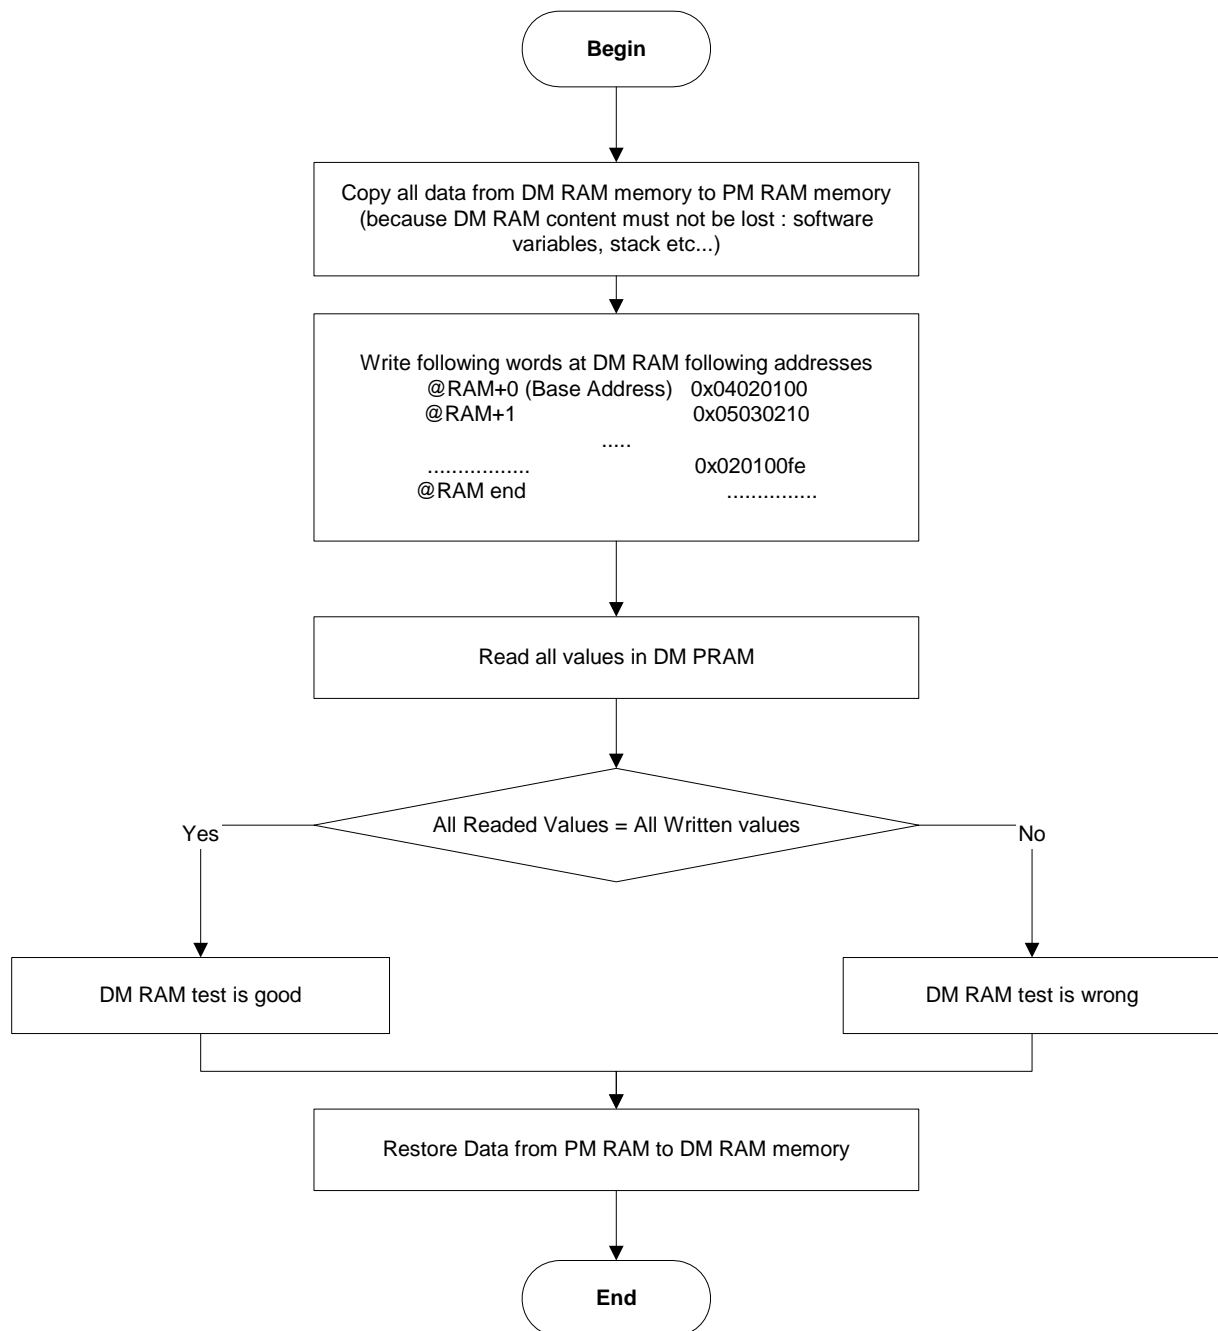 Begin
Copy all data from DM RAM memory to PM RAM memory
(because DM RAM content must not be lost : software
variables, stack etc...)
Write following words at DM RAM following addresses
@RAM+0 (Base Address) 0x04020100
@RAM+1 0x05030210
.....
................. 0x020100fe
@RAM end ...............
Read all values in DM PRAM
All Readed Values = All Written values
Yes
No
DM RAM test is good
DM RAM test is wrong
Restore Data from PM RAM to DM RAM memory
End